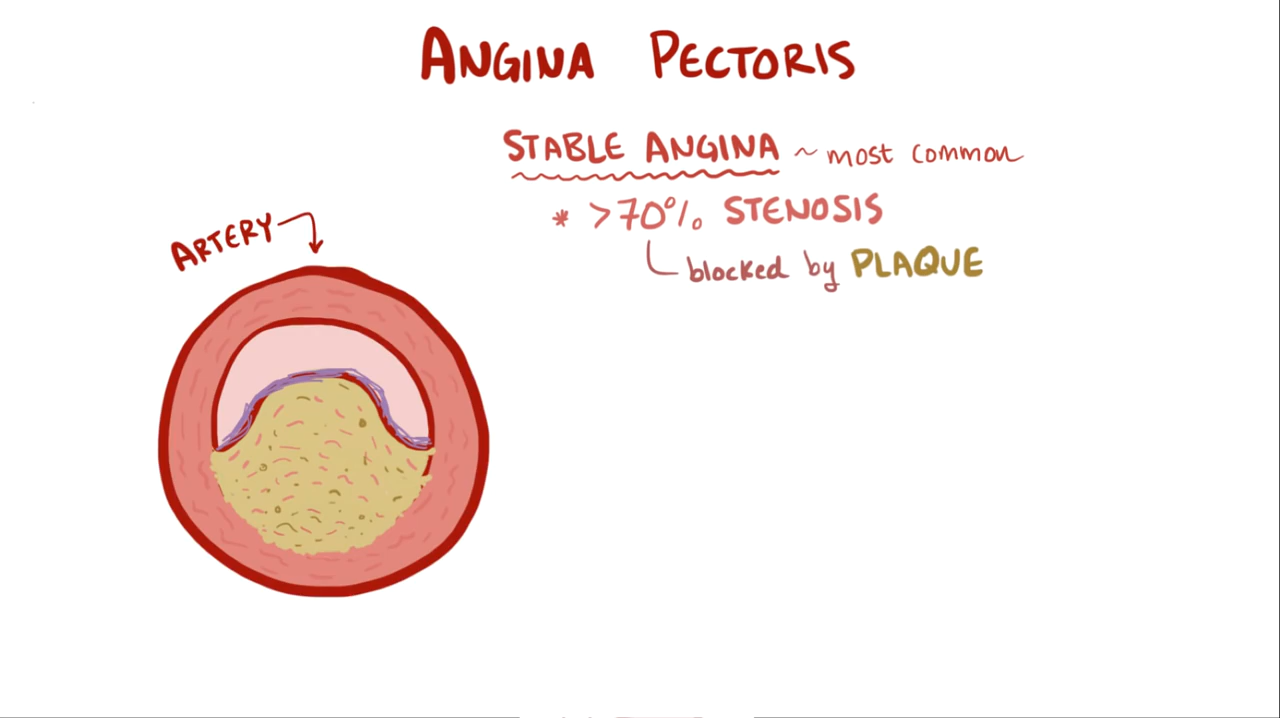 ANGINA PECTORIS
STABLE ANGINA ~ most common
* >70% STENOSIS
blocked by PLAQUE
ARTERY